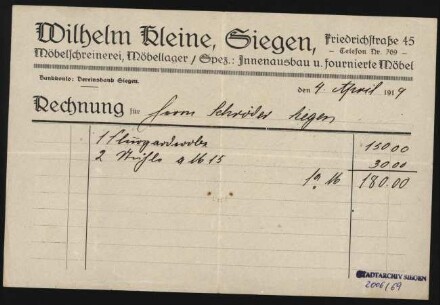 Wilhelm Kleine, Siegen, Friedrichstraße 45
Telefon Nr. 769
Möbelschreinerei, Möbellager / Spez.: Innenausbau u. fournierte Möbel
Bankkonto: Vereinsbank Siegen.
den 4. April 1919
Rechnung für Herrn Schröder Siegen
1 Flurgarderobe 150.00
2 Stühle a M 15 30.00
M 180.00
STADTARCHIV SIEGEN
2006/69